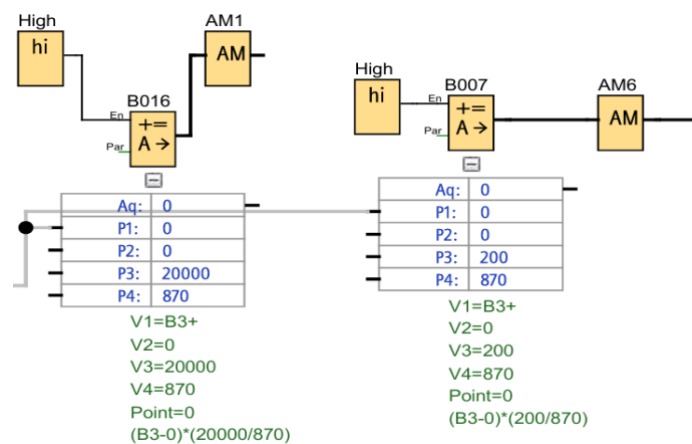 High
hi
AM1
AM
B016
En
+=
A→
Par
Aq: 0
P1: 0
P2: 0
P3: 20000
P4: 870
V1=B3+
V2=0
V3=20000
V4=870
Point=0
(B3-0)*(20000/870)
High
hi
B007
En
+=
A→
Par
AM6
AM
Aq: 0
P1: 0
P2: 0
P3: 200
P4: 870
V1=B3+
V2=0
V3=200
V4=870
Point=0
(B3-0)*(200/870)